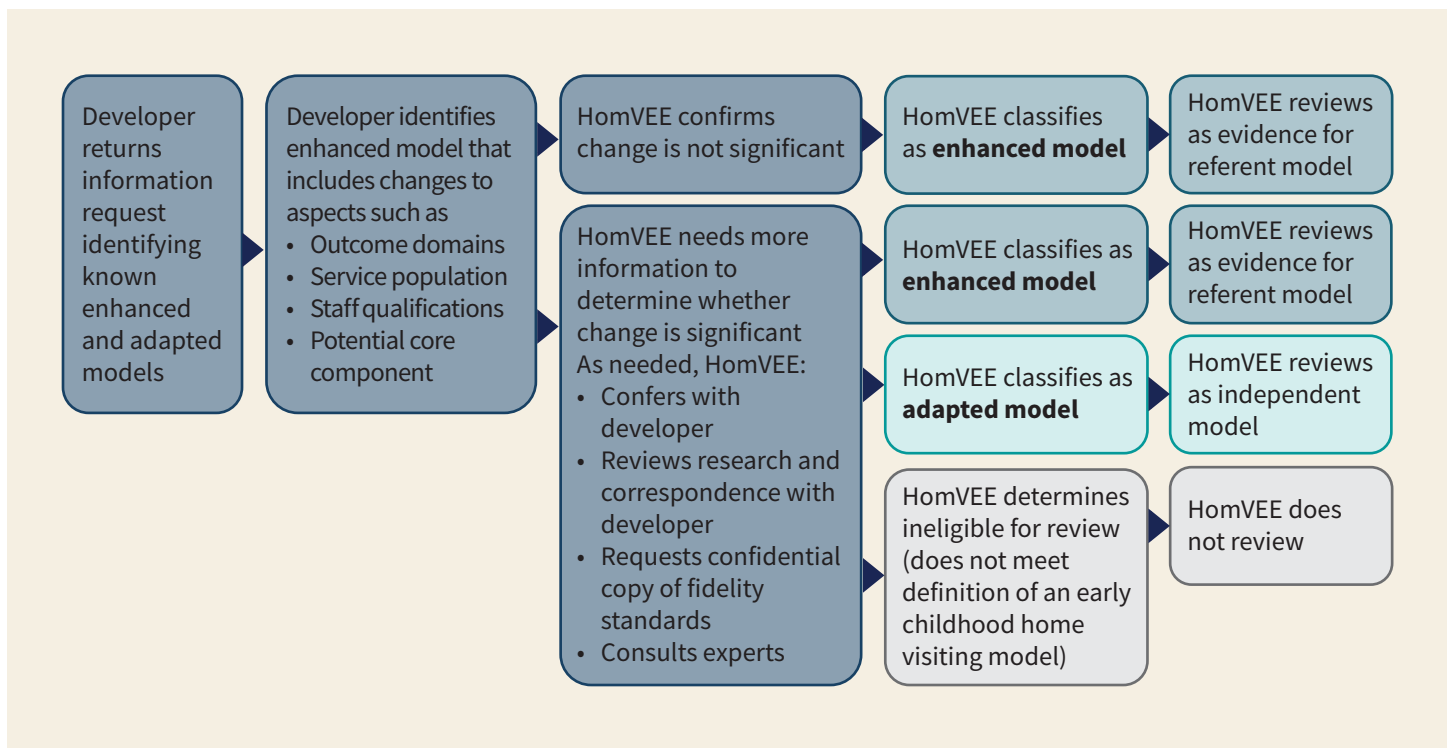 Developer
returns
information
request
identifying
known
enhanced
and adapted
models
Developer identifies
enhanced model that
includes changes to
aspects such as
• Outcome domains
• Service population
• Staff qualifications
• Potential core
component
HomVEE confirms
change is not significant
HomVEE classifies
as enhanced model
HomVEE reviews
as evidence for
referent model
HomVEE needs more
information to
determine whether
change is significant
As needed, HomVEE:
• Confers with
developer
• Reviews research and
correspondence with
developer
• Requests confidential
copy of fidelity
standards
• Consults experts
HomVEE classifies as
enhanced model
HomVEE reviews
as evidence for
referent model
HomVEE classifies as
adapted model
HomVEE reviews
as independent
model
HomVEE determines
ineligible for review
(does not meet
definition of an early
childhood home
visiting model)
HomVEE does
not review